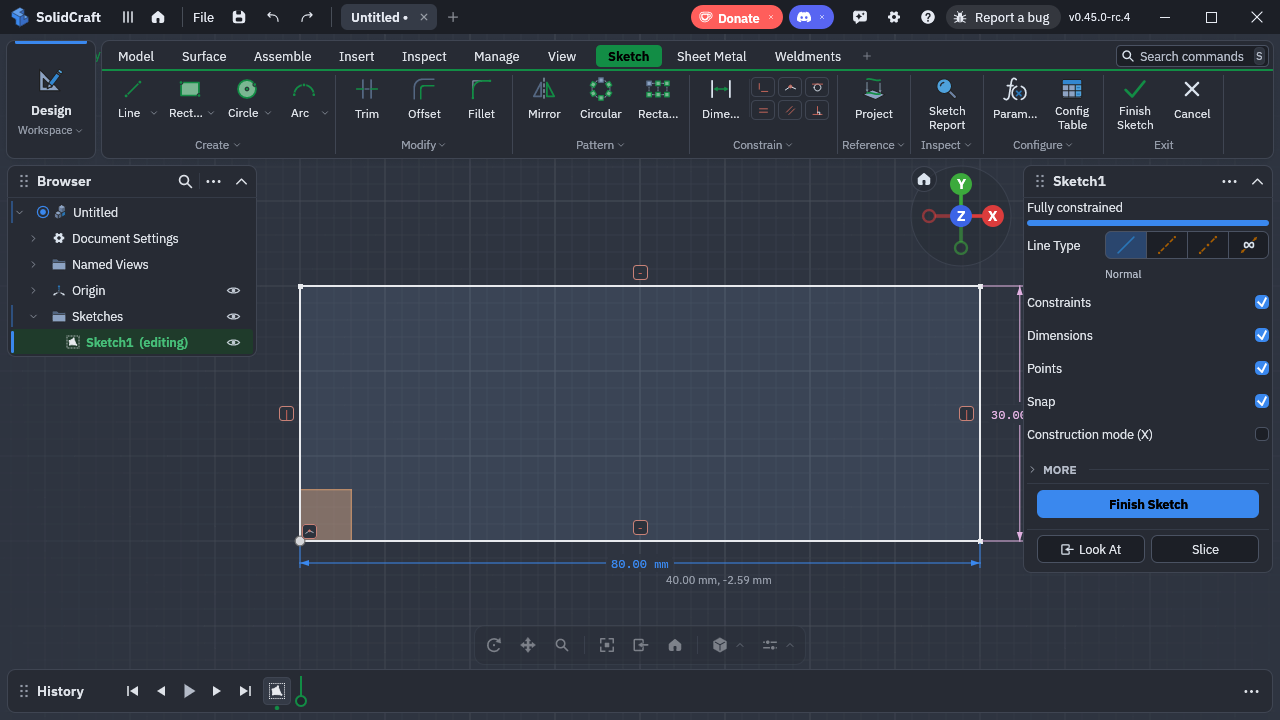 SolidCraft
File
Untitled •
Donate
Report a bug
v0.45.0-rc.4
Design
Workspace
Model
Surface
Assemble
Insert
Inspect
Manage
View
Sketch
Sheet Metal
Weldments
Search commands
S
Line
Rect...
Circle
Arc
Create
Trim
Offset
Fillet
Modify
Mirror
Circular
Recta...
Pattern
Dime...
Constrain
Project
Reference
Sketch
Report
Inspect
Param...
Config
Table
Configure
Finish
Sketch
Cancel
Exit
Browser
Untitled
Document Settings
Named Views
Origin
Sketches
Sketch1 (editing)
Y
Z
X
Sketch1
Fully constrained
Line Type
Normal
Constraints
Dimensions
Points
Snap
Construction mode (X)
MORE
Finish Sketch
Look At
Slice
30.00
80.00 mm
40.00 mm, -2.59 mm
History